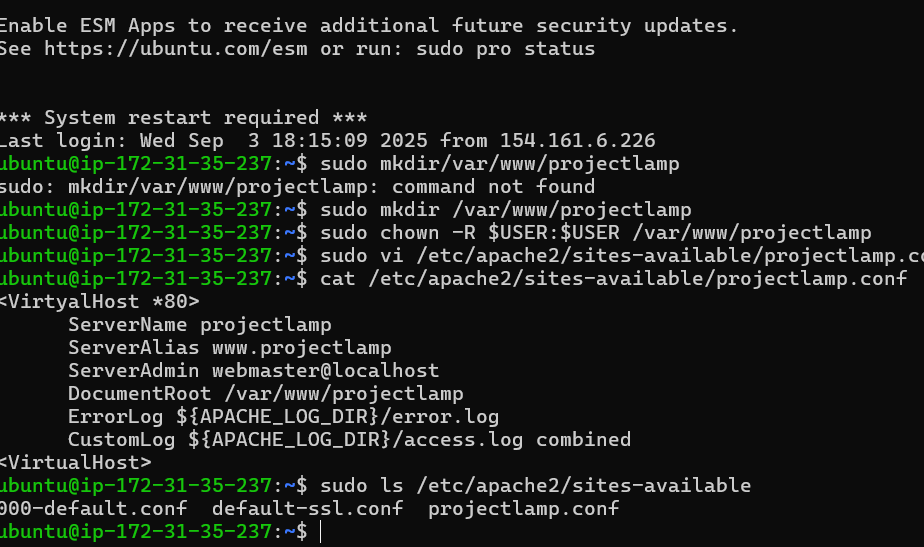 Enable ESM Apps to receive additional future security updates.
See https://ubuntu.com/esm or run: sudo pro status
*** System restart required ***
Last login: Wed Sep  3 18:15:09 2025 from 154.161.6.226
ubuntu@ip-172-31-35-237:~$ sudo mkdir/var/www/projectlamp
sudo: mkdir/var/www/projectlamp: command not found
ubuntu@ip-172-31-35-237:~$ sudo mkdir /var/www/projectlamp
ubuntu@ip-172-31-35-237:~$ sudo chown -R $USER:$USER /var/www/projectlamp
ubuntu@ip-172-31-35-237:~$ sudo vi /etc/apache2/sites-available/projectlamp.co
ubuntu@ip-172-31-35-237:~$ cat /etc/apache2/sites-available/projectlamp.conf
<VirtyalHost *80>
      ServerName projectlamp
      ServerAlias www.projectlamp
      ServerAdmin webmaster@localhost
      DocumentRoot /var/www/projectlamp
      ErrorLog ${APACHE_LOG_DIR}/error.log
      CustomLog ${APACHE_LOG_DIR}/access.log combined
<VirtualHost>
ubuntu@ip-172-31-35-237:~$ sudo ls /etc/apache2/sites-available
000-default.conf  default-ssl.conf  projectlamp.conf
ubuntu@ip-172-31-35-237:~$